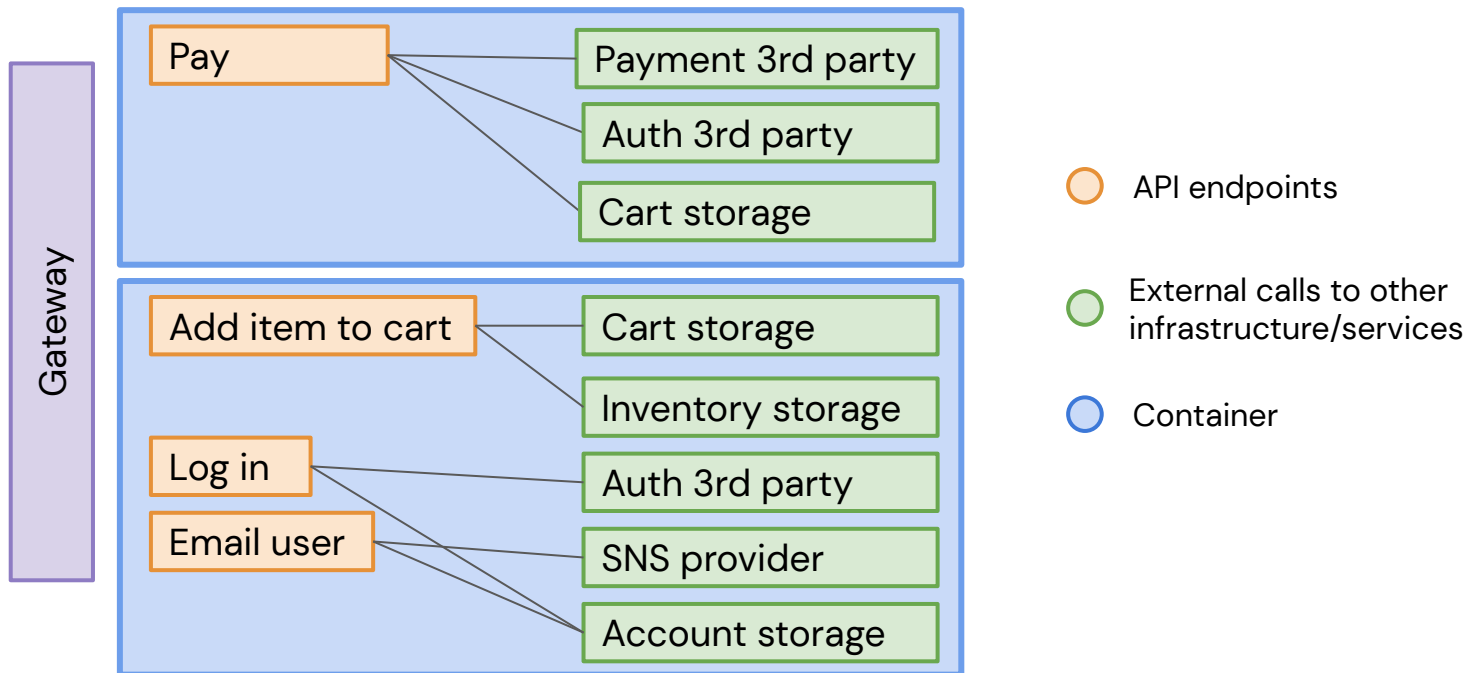 Gateway
Pay
Payment 3rd party
Auth 3rd party
Cart storage
Add item to cart
Cart storage
Inventory storage
Log in
Auth 3rd party
Email user
SNS provider
Account storage
API endpoints
External calls to other
infrastructure/services
Container